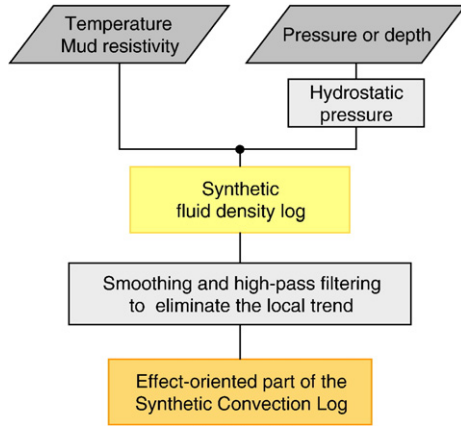 Temperature
Mud resistivity
Pressure or depth
Hydrostatic
pressure
Synthetic
fluid density log
Smoothing and high-pass filtering
to eliminate the local trend
Effect-oriented part of the
Synthetic Convection Log